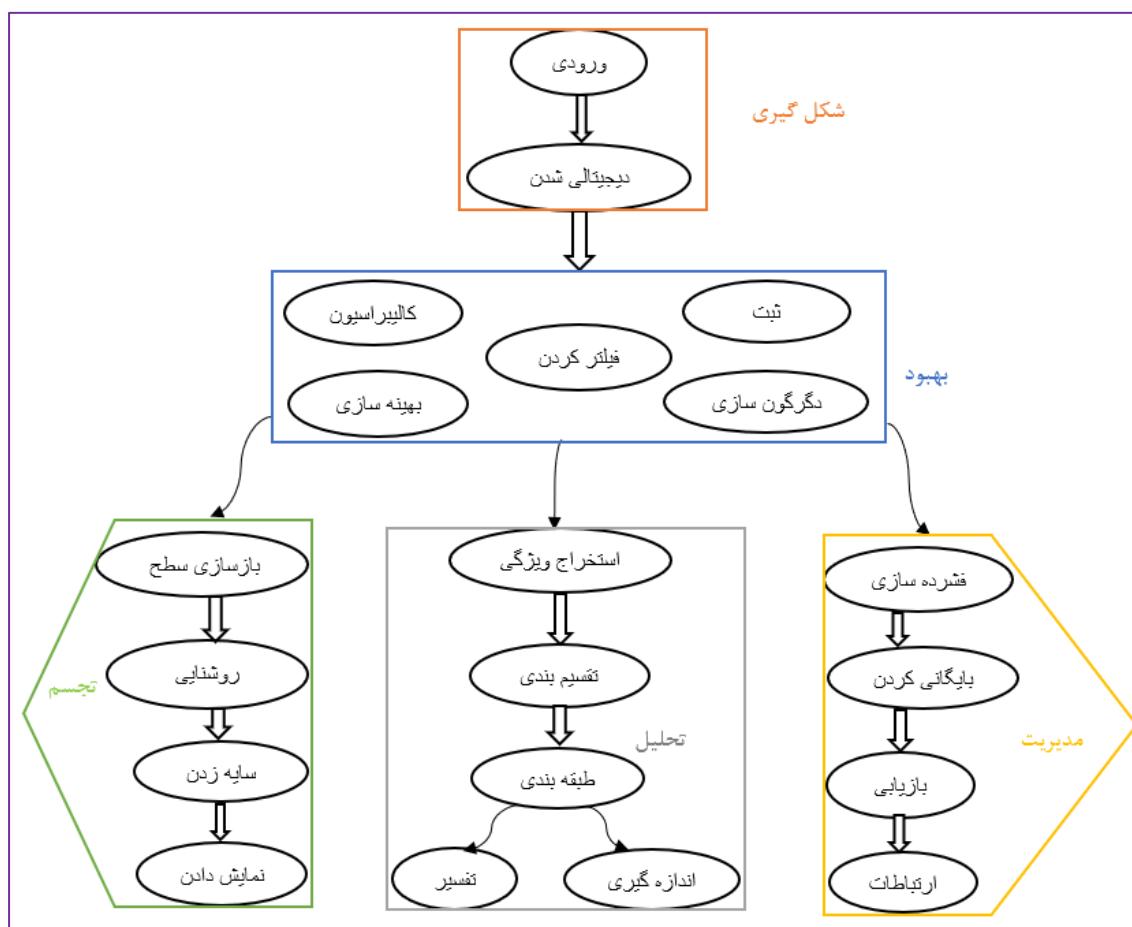 ورودی
شکل گیری
دیجیتالی شدن
ثبت
کالیبراسیون
فیلتر کردن
بهبود
دگرگون سازی
بهینه سازی
فشرده سازی
بایگانی کردن
مدیریت
بازیابی
ارتباطات
استخراج ویژگی
تقسیم بندی
تحلیل
طبقه بندی
اندازه گیری
تفسیر
بازسازی سطح
روشنایی
تجسم
سایه زدن
نمایش دادن